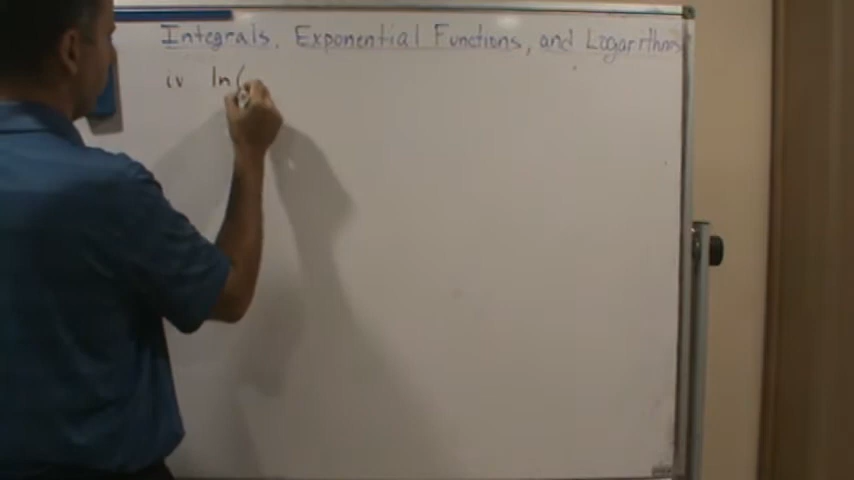 Integrals, Exponential Functions, and Logarithms
iv ln(